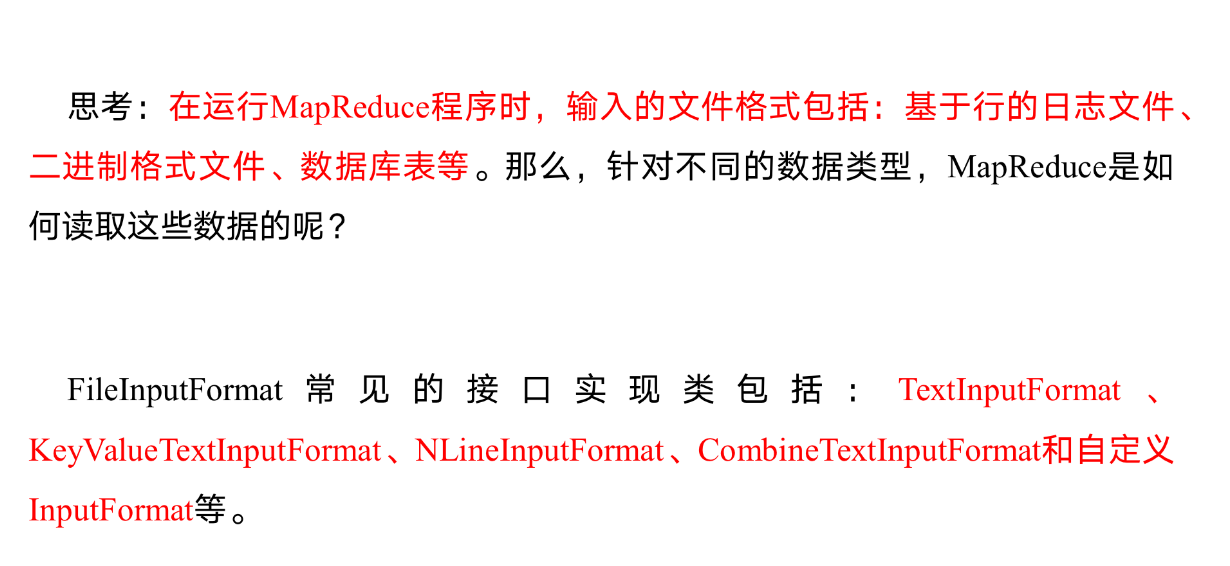 思考：在运行MapReduce程序时，输入的文件格式包括：基于行的日志文件、
二进制格式文件、数据库表等。那么，针对不同的数据类型，MapReduce是如
何读取这些数据的呢？
FileInputFormat常见的接口实现类包括：TextInputFormat、
KeyValueTextInputFormat、NLineInputFormat、CombineTextInputFormat和自定义
InputFormat等。